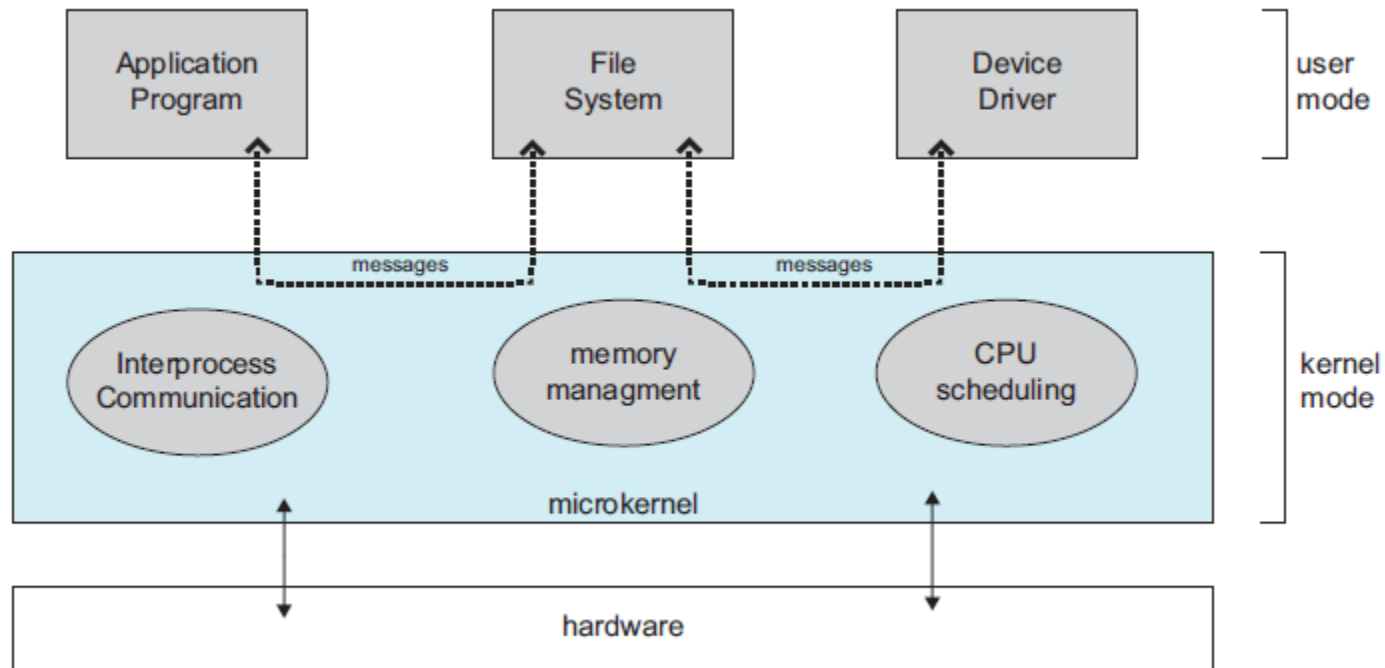 Application
Program
File
System
Device
Driver
user
mode
messages
messages
Interprocess
Communication
memory
managment
CPU
scheduling
kernel
mode
microkernel
hardware